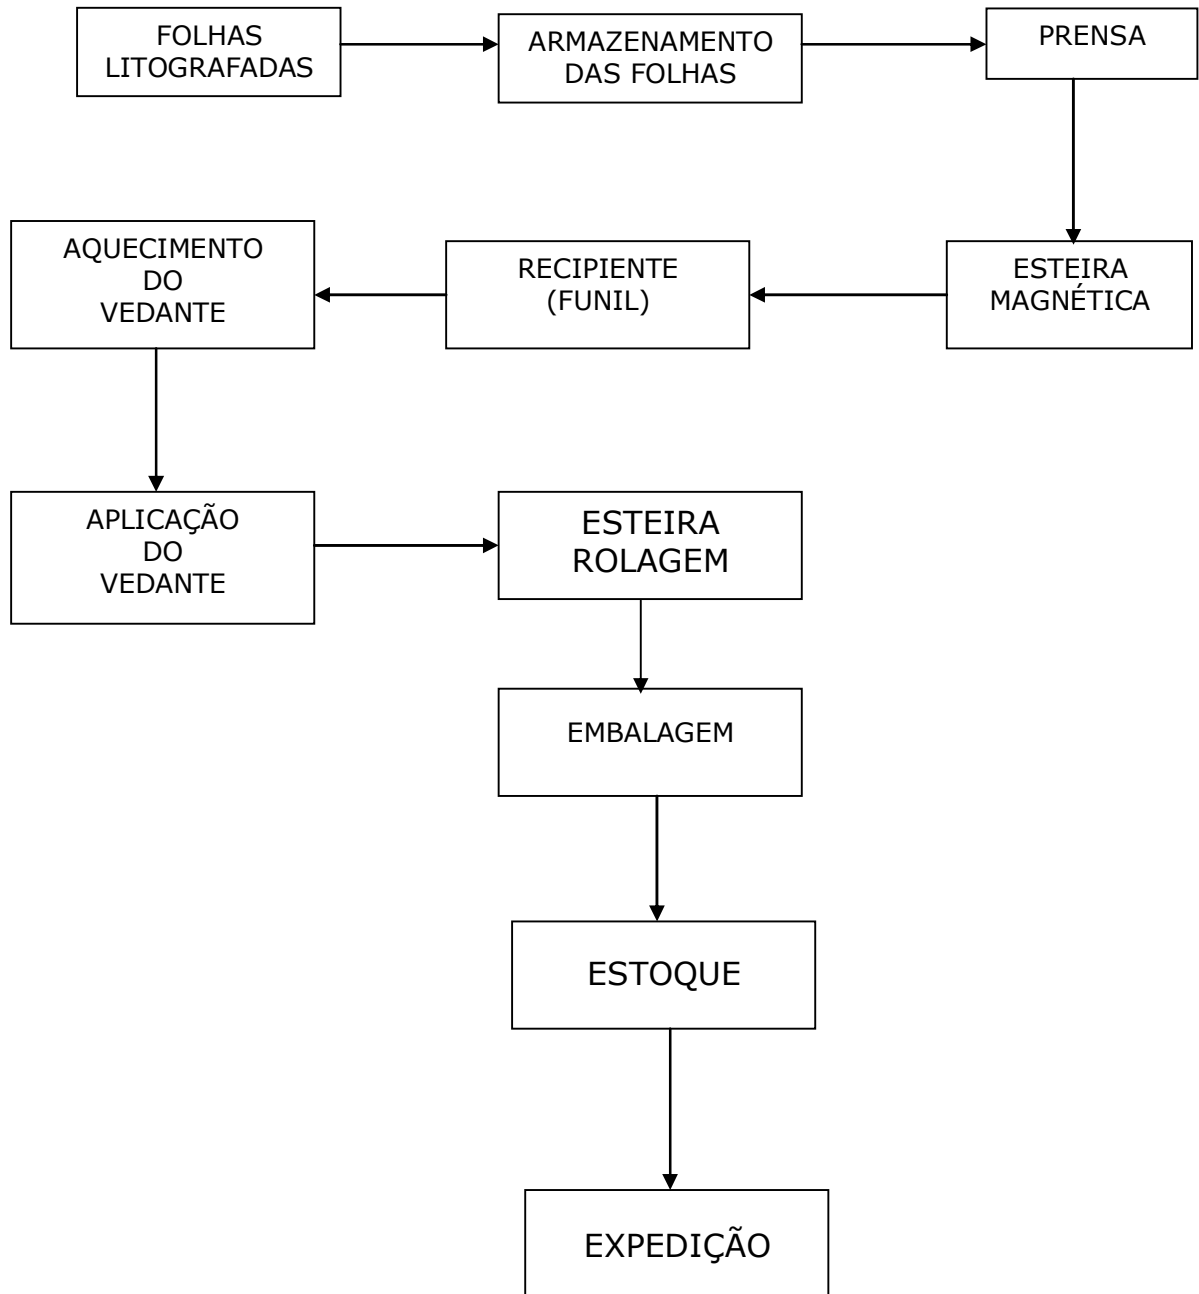 FOLHAS
LITOGRAFADAS
ARMAZENAMENTO
DAS FOLHAS
PRENSA
ESTEIRA
MAGNÉTICA
RECIPIENTE
(FUNIL)
AQUECIMENTO
DO
VEDANTE
APLICAÇÃO
DO
VEDANTE
ESTEIRA
ROLAGEM
EMBALAGEM
ESTOQUE
EXPEDIÇÃO